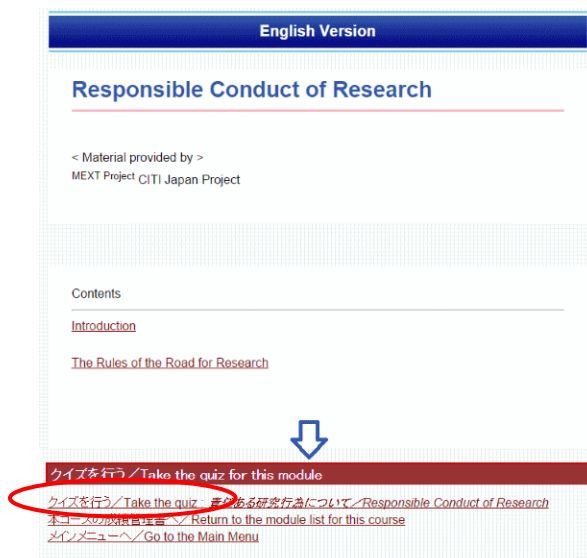 English Version
Responsible Conduct of Research
< Material provided by >
MEXT Project CITI Japan Project
Contents
Introduction
The Rules of the Road for Research
クイズを行う／Take the quiz for this module
クイズを行う／Take the quiz : 責任ある研究行為について／Responsible Conduct of Research
本コースの成績管理書へ／ Return to the module list for this course
メインメニューへ／Go to the Main Menu